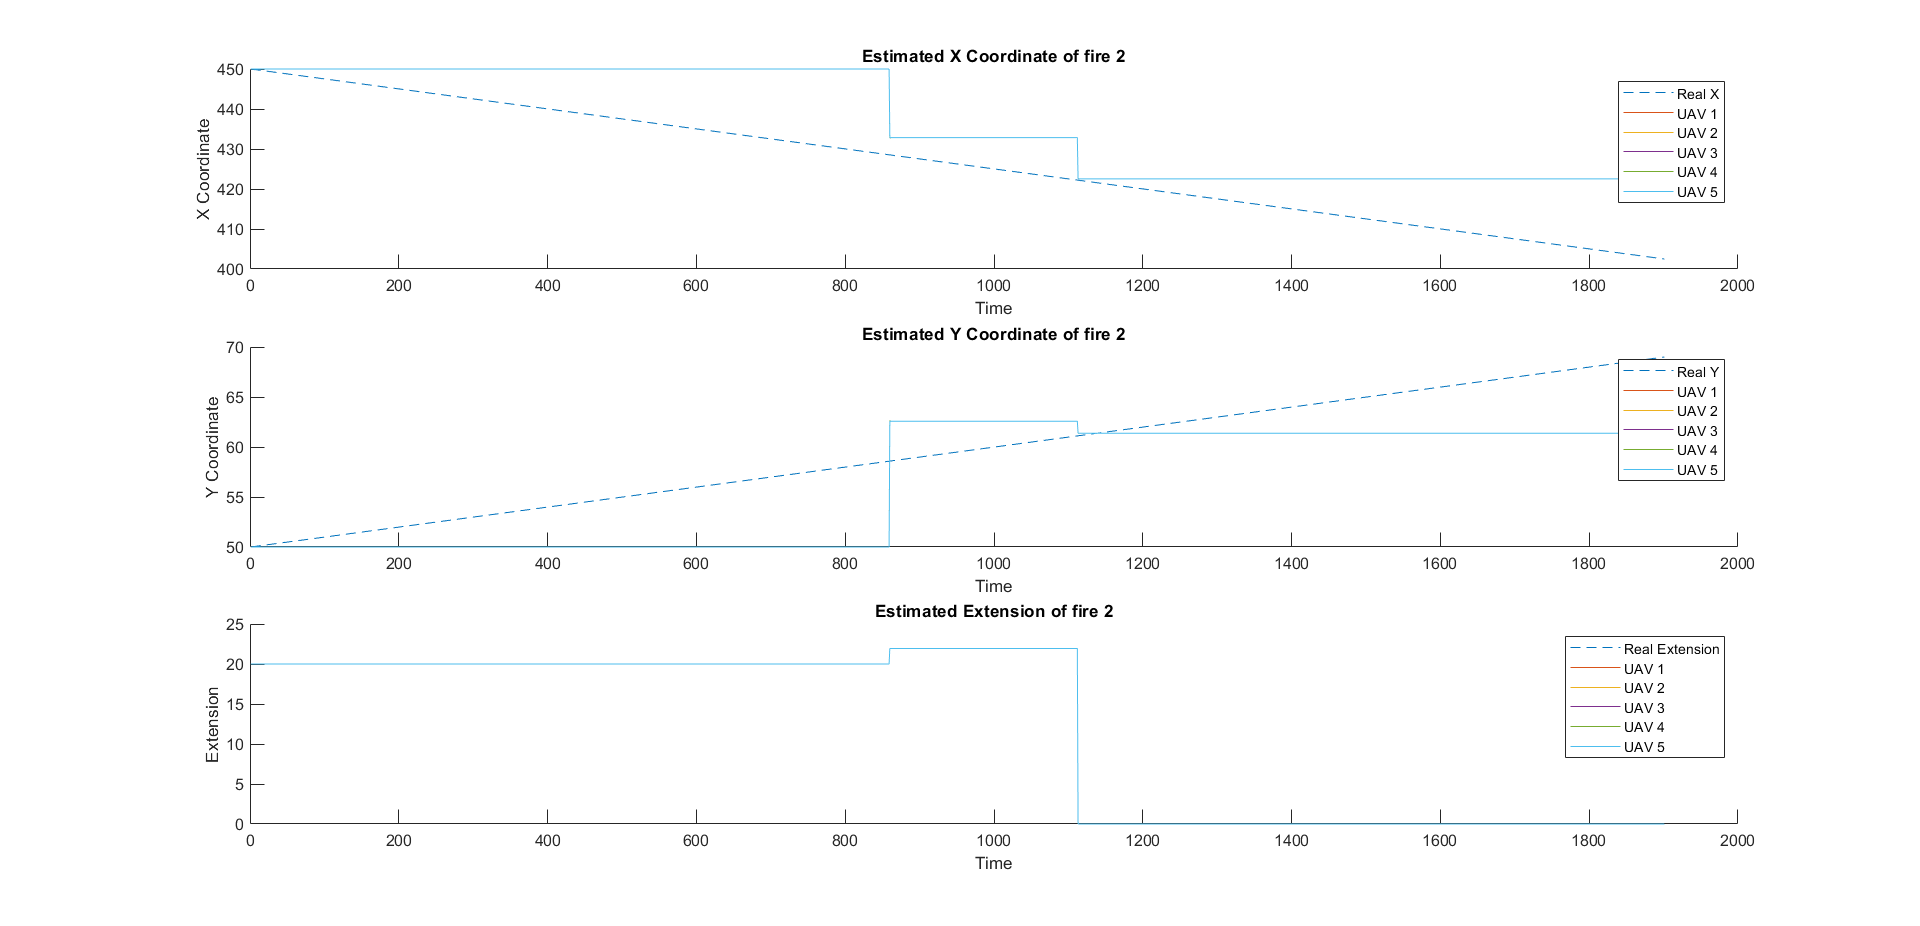 Estimated X Coordinate of fire 2
X Coordinate
450
440
430
420
410
400
0 200 400 600 800 1000 1200 1400 1600 1800 2000
Time
Real X
UAV 1
UAV 2
UAV 3
UAV 4
UAV 5
Estimated Y Coordinate of fire 2
Y Coordinate
70
65
60
55
50
0 200 400 600 800 1000 1200 1400 1600 1800 2000
Time
Real Y
UAV 1
UAV 2
UAV 3
UAV 4
UAV 5
Estimated Extension of fire 2
Extension
25
20
15
10
5
0
0 200 400 600 800 1000 1200 1400 1600 1800 2000
Time
Real Extension
UAV 1
UAV 2
UAV 3
UAV 4
UAV 5